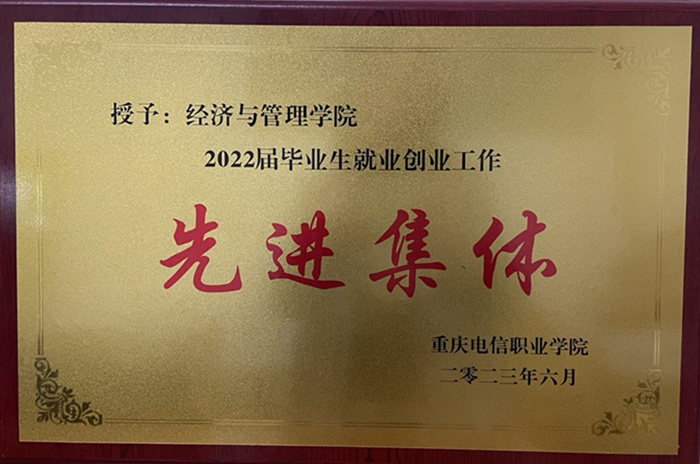 授予：经济与管理学院
2022届毕业生就业创业工作
先进集体
重庆电信职业学院
二零二三年六月